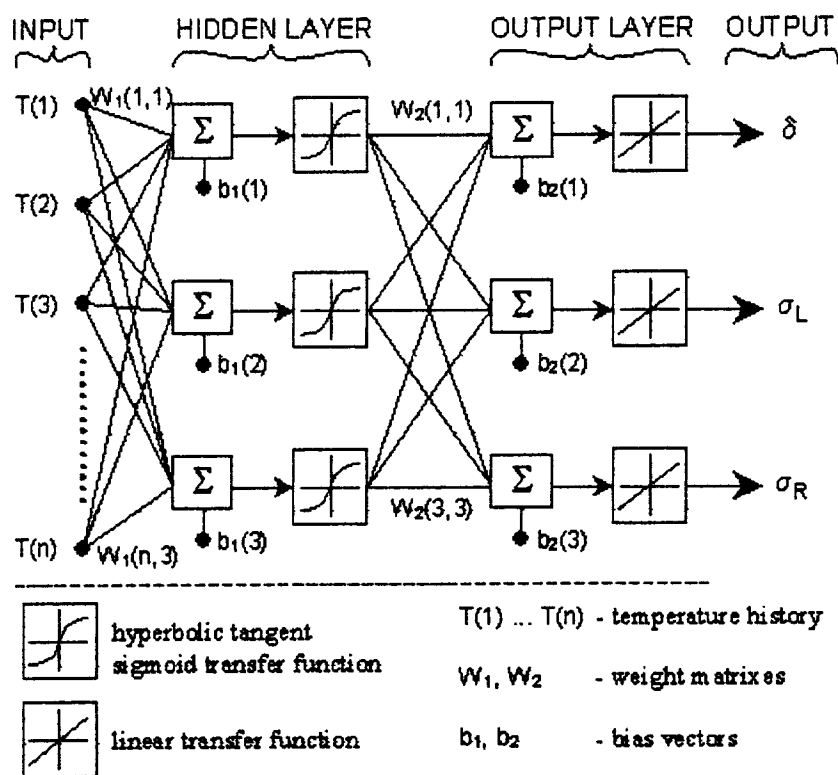 INPUT HIDDEN LAYER OUTPUT LAYER OUTPUT
T(1) W₁(1,1) Σ W₂(1,1) Σ δ̂
b₁(1) b₂(1)
T(2)
T(3) Σ Σ σL
b₁(2) b₂(2)
Σ Σ σR
W₂(3,3)
T(n) W₁(n,3) b₁(3) b₂(3)
hyperbolic tangent
sigmoid transfer function
linear transfer function
T(1) ... T(n) - temperature history
W₁, W₂ - weight matrixes
b₁, b₂ - bias vectors